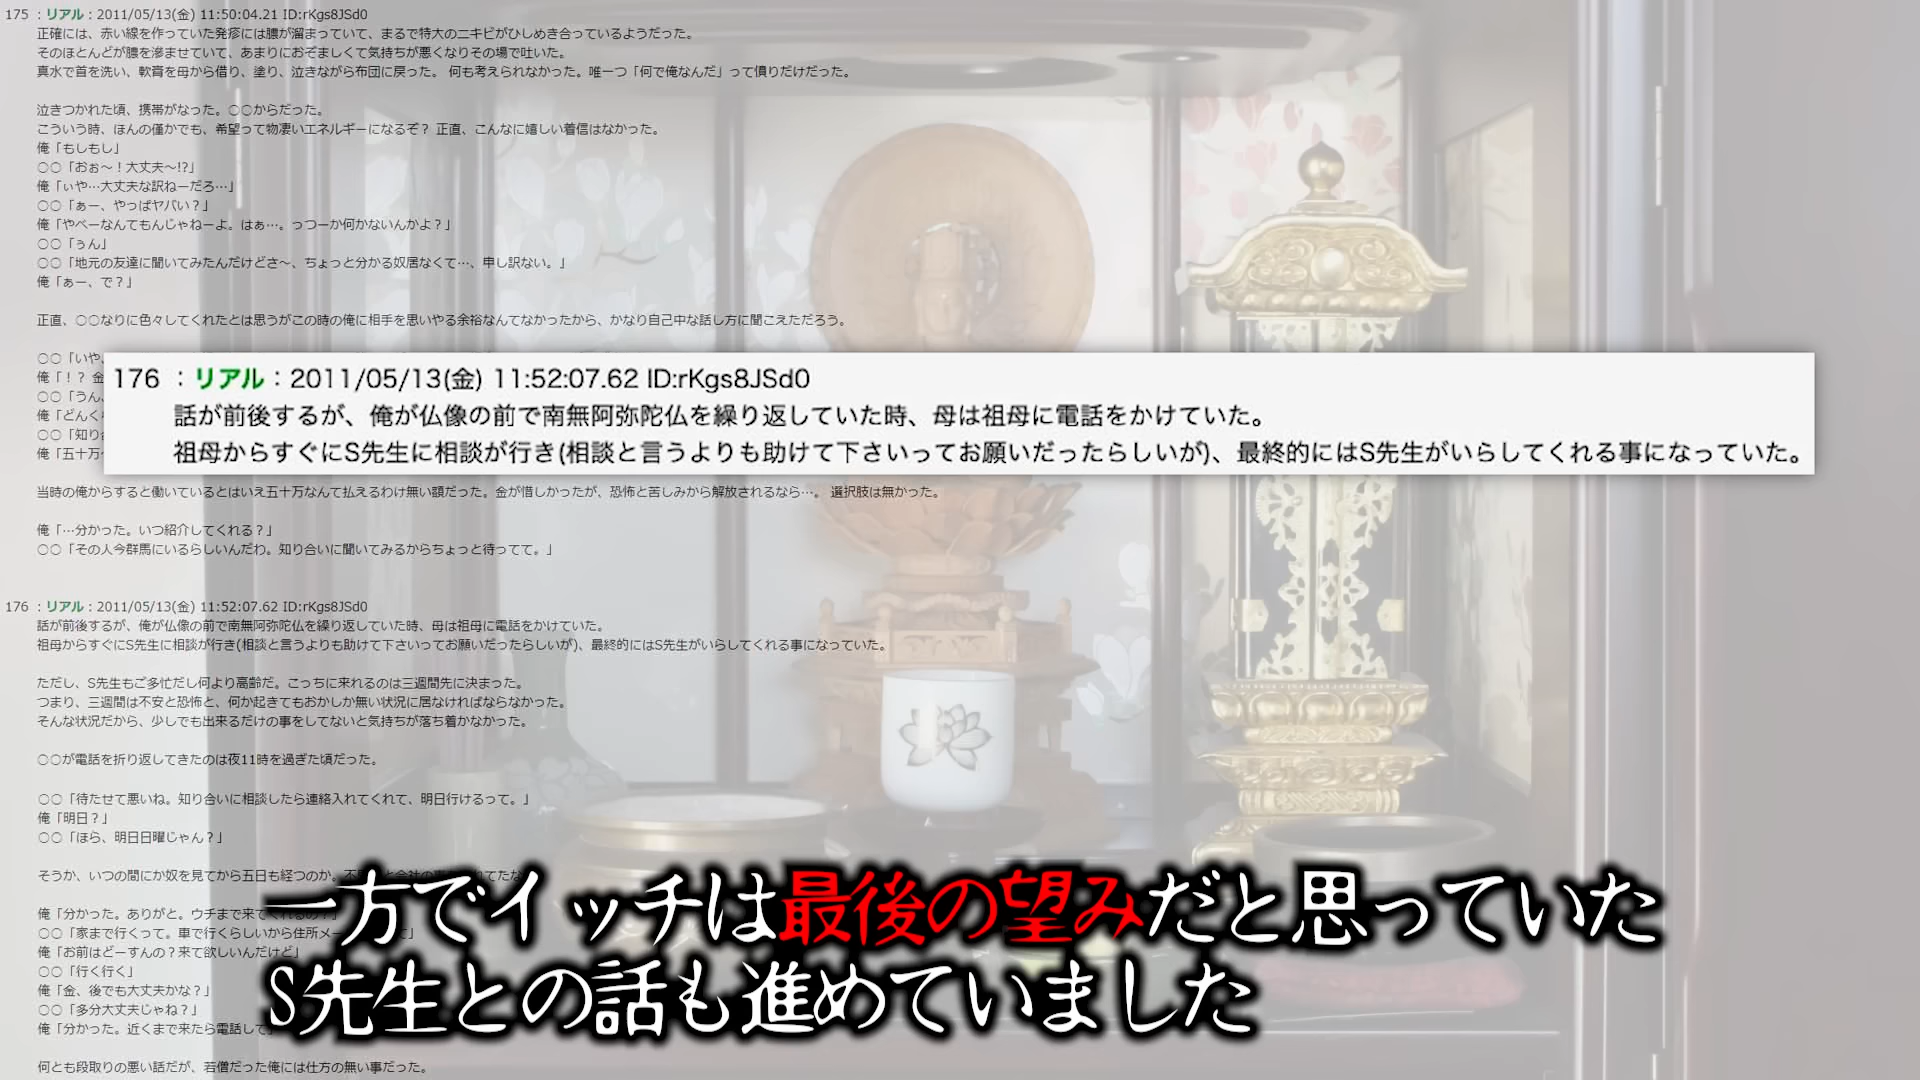 175 ：リアル：2011/05/13(金) 11:50:04.21 ID:rKgs8JSd0
正確には、赤い線を作っていた発疹には膿が溜まっていて、まるで特大のニキビがひしめき合っているようだった。
そのほとんどが膿を滲ませていて、あまりにおぞましくて気持ちが悪くなりその場で吐いた。
真水で首を洗い、軟膏を母から借り、塗り、泣きながら布団に戻った。 何も考えられなかった。唯一つ「何で俺なんだ」って憤りだけだった。
泣きつかれた頃、携帯がなった。○○からだった。
こういう時、ほんの僅かでも、希望って物凄いエネルギーになるぞ？ 正直、こんなに嬉しい着信はなかった。
俺「もしもし」
○○「おぉ～！大丈夫～!?」
俺「ぃや…大丈夫な訳ねーだろ…」
○○「ぁー、やっぱヤバい？」
俺「やべーなんてもんじゃねーよ。はぁ…。っつーか何かないんかよ？」
○○「ぅん」
○○「地元の友達に聞いてみたんだけどさ～、ちょっと分かる奴居なくて…、申し訳ない。」
俺「ぁー、で？」
正直、○○なりに色々してくれたとは思うがこの時の俺に相手を思いやる余裕なんてなかったから、かなり自己中な話し方に聞こえただろう。
○○「いや、
俺「！？ 金
○○「うん、
俺「どんく
○○「知り
俺「五十万
176 ：リアル：2011/05/13(金) 11:52:07.62 ID:rKgs8JSd0
話が前後するが、俺が仏像の前で南無阿弥陀仏を繰り返していた時、母は祖母に電話をかけていた。
祖母からすぐにS先生に相談が行き(相談と言うよりも助けて下さいってお願いだったらしいが)、最終的にはS先生がいらしてくれる事になっていた。
当時の俺からすると働いているとはいえ五十万なんて払えるわけ無い額だった。金が惜しかったが、恐怖と苦しみから解放されるなら…。 選択肢は無かった。
俺「…分かった。いつ紹介してくれる？」
○○「その人今群馬にいるらしいんだわ。知り合いに聞いてみるからちょっと待ってて。」
176 ：リアル：2011/05/13(金) 11:52:07.62 ID:rKgs8JSd0
話が前後するが、俺が仏像の前で南無阿弥陀仏を繰り返していた時、母は祖母に電話をかけていた。
祖母からすぐにS先生に相談が行き(相談と言うよりも助けて下さいってお願いだったらしいが)、最終的にはS先生がいらしてくれる事になっていた。
ただし、S先生もご多忙だし何より高齢だ。こっちに来れるのは三週間先に決まった。
つまり、三週間は不安と恐怖と、何か起きてもおかしか無い状況に居なければならなかった。
そんな状況だから、少しでも出来るだけの事をしてないと気持ちが落ち着かなかった。
○○が電話を折り返してきたのは夜11時を過ぎた頃だった。
○○「待たせて悪いね。知り合いに相談したら連絡入れてくれて、明日行けるって。」
俺「明日？」
○○「ほら、明日日曜じゃん？」
そうか、いつの間にか奴を見てから五日も経つのか。
俺「分かった。ありがと。ウチまで来てくれるの？」
○○「家まで行くって。車で行くらしいから住所メー
俺「お前はどーすんの？来て欲しいんだけど」
○○「行く行く」
俺「金、後でも大丈夫かな？」
○○「多分大丈夫じゃね？」
俺「分かった。近くまで来たら電話して
何とも段取りの悪い話だが、若僧だった俺には仕方の無い事だった。
一方でイッチは最後の望みだと思っていた
S先生との話も進めていました